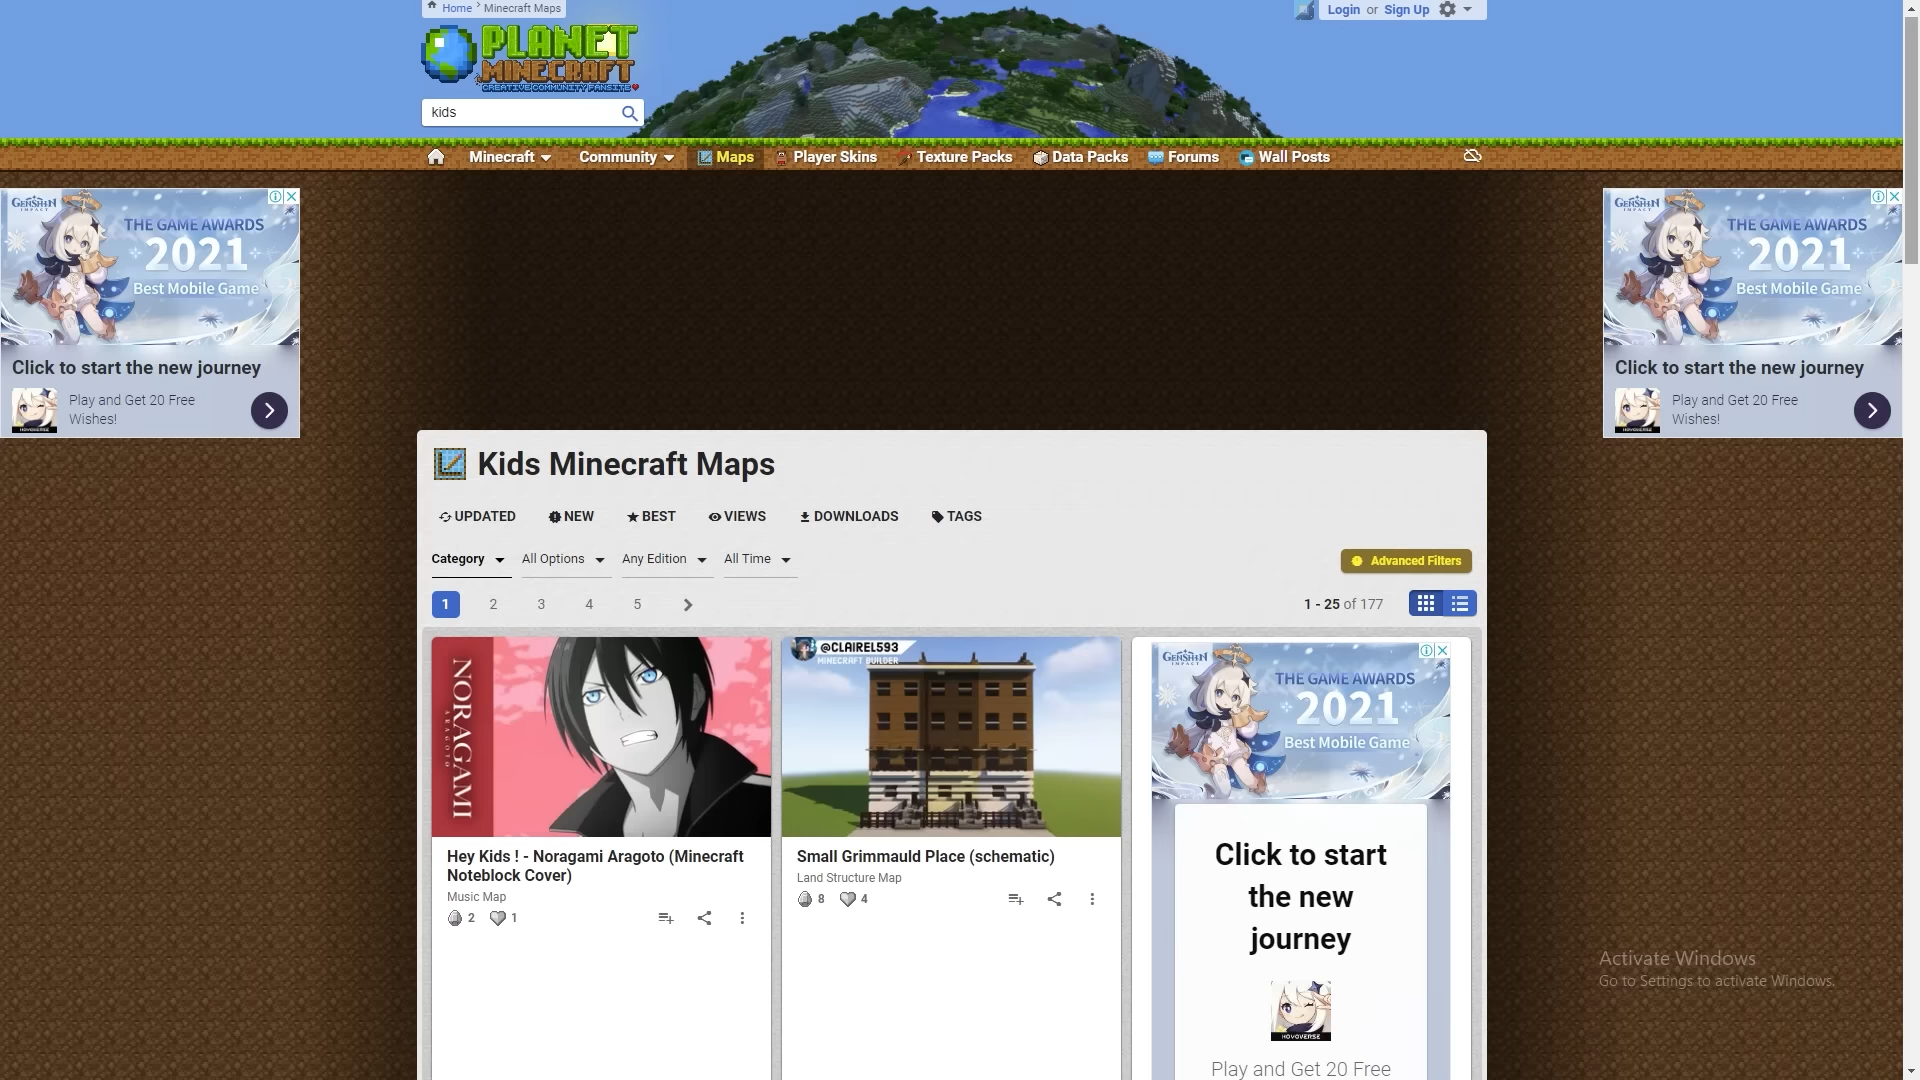 Home > Minecraft Maps
Login or Sign Up
PLANET
MINECRAFT
CREATIVE COMMUNITY FANSITE
kids
Minecraft
Community
Maps
Player Skins
Texture Packs
Data Packs
Forums
Wall Posts
GENSHIN
IMPACT
THE GAME AWARDS
2021
Best Mobile Game
Click to start the new journey
Play and Get 20 Free
Wishes!
HOYOVERSE
GENSHIN
IMPACT
THE GAME AWARDS
2021
Best Mobile Game
Click to start the new journey
Play and Get 20 Free
Wishes!
HOYOVERSE
Kids Minecraft Maps
UPDATED NEW BEST VIEWS DOWNLOADS TAGS
Category All Options Any Edition All Time
Advanced Filters
1 2 3 4 5
1 - 25 of 177
NORAGAMI
ARAGOTO
Hey Kids ! - Noragami Aragoto (Minecraft
Noteblock Cover)
Music Map
2 1
@CLAIREL593
MINECRAFT BUILDER
Small Grimmauld Place (schematic)
Land Structure Map
8 4
GENSHIN
IMPACT
THE GAME AWARDS
2021
Best Mobile Game
Click to start
the new
journey
HOYOVERSE
Play and Get 20 Free
Activate Windows
Go to Settings to activate Windows.